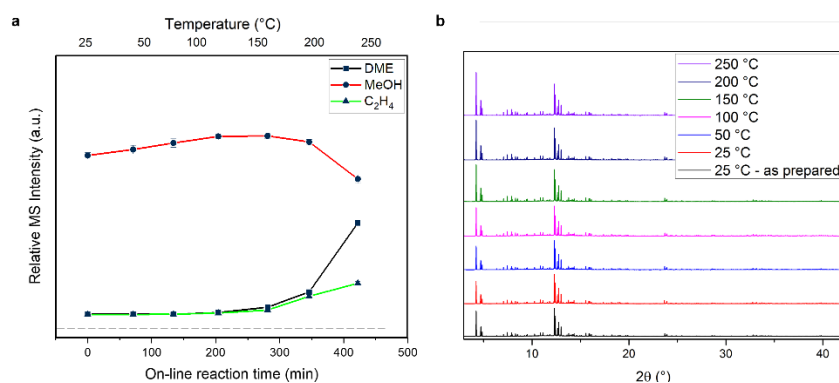 a
Temperature (°C)
25 50 100 150 200 250
DME
MeOH
C₂H₄
Relative MS Intensity (a.u.)
0 100 200 300 400 500
On-line reaction time (min)
b
250 °C
200 °C
150 °C
100 °C
50 °C
25 °C
25 °C - as prepared
10 20 30 40
2θ (°)